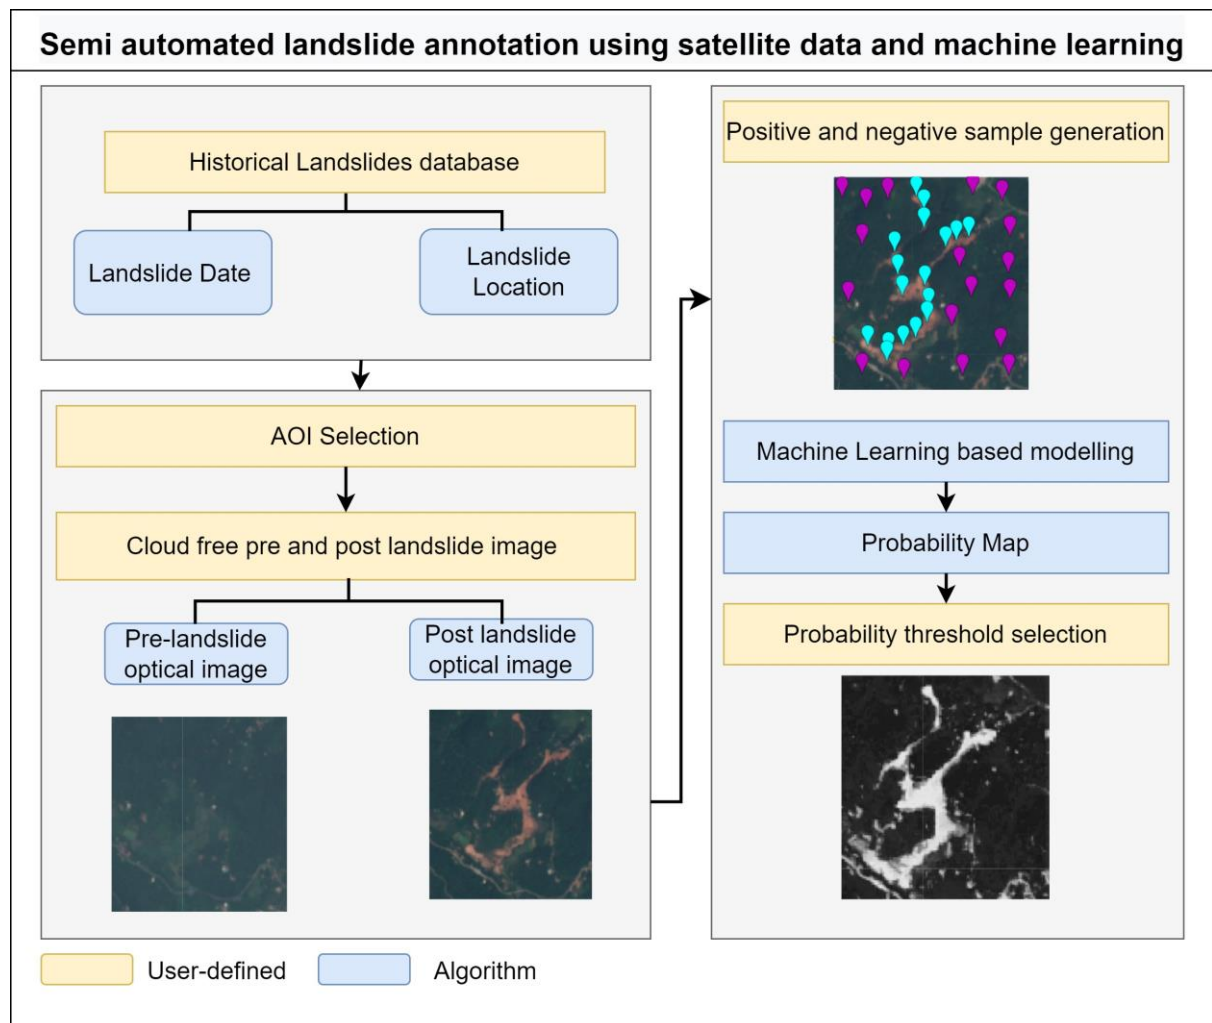 Semi automated landslide annotation using satellite data and machine learning
Historical Landslides database
Landslide Date
Landslide
Location
AOI Selection
Cloud free pre and post landslide image
Pre-landslide
optical image
Post landslide
optical image
Positive and negative sample generation
Machine Learning based modelling
Probability Map
Probability threshold selection
User-defined
Algorithm